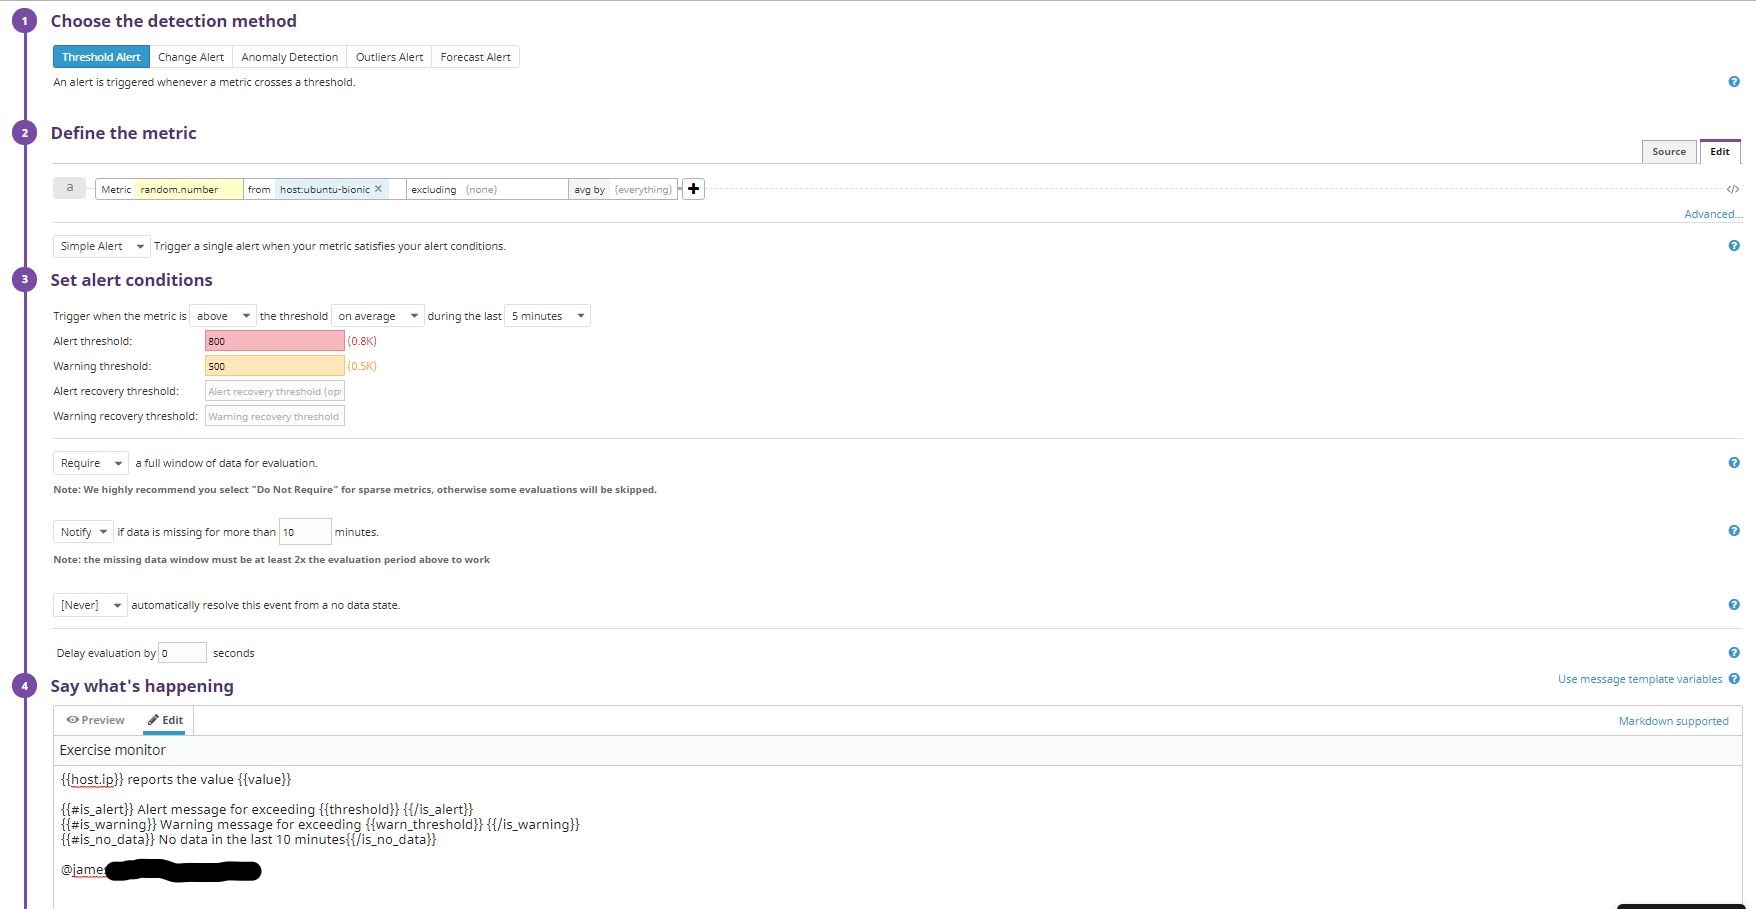 1 Choose the detection method
Threshold Alert Change Alert Anomaly Detection Outliers Alert Forecast Alert
An alert is triggered whenever a metric crosses a threshold. ?
2 Define the metric
Source Edit
a Metric random.number from host:ubuntu-bionic × excluding (none) avg by (everything) + </>
Advanced...
Simple Alert Trigger a single alert when your metric satisfies your alert conditions. ?
3 Set alert conditions
Trigger when the metric is above the threshold on average during the last 5 minutes
Alert threshold: 800 (0.8K)
Warning threshold: 500 (0.5K)
Alert recovery threshold: Alert recovery threshold (opt
Warning recovery threshold: Warning recovery threshold
Require a full window of data for evaluation. ?
Note: We highly recommend you select "Do Not Require" for sparse metrics, otherwise some evaluations will be skipped.
Notify if data is missing for more than 10 minutes. ?
Note: the missing data window must be at least 2x the evaluation period above to work
[Never] automatically resolve this event from a no data state. ?
Delay evaluation by 0 seconds ?
4 Say what's happening Use message template variables ?
Preview Edit Markdown supported
Exercise monitor
{{host.ip}} reports the value {{value}}
{{#is_alert}} Alert message for exceeding {{threshold}} {{/is_alert}}
{{#is_warning}} Warning message for exceeding {{warn_threshold}} {{/is_warning}}
{{#is_no_data}} No data in the last 10 minutes{{/is_no_data}}
@james